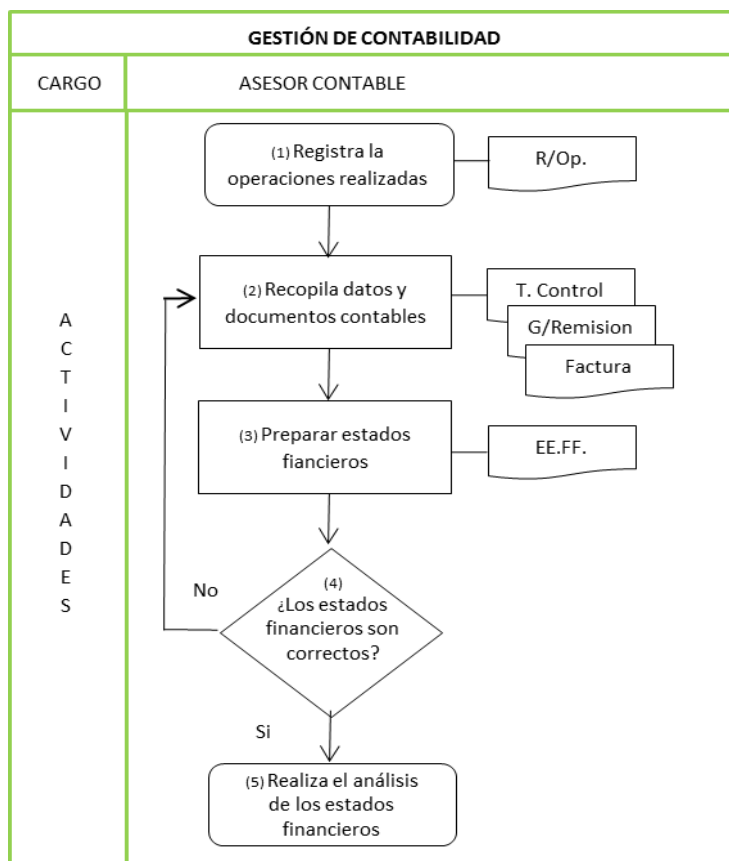 GESTIÓN DE CONTABILIDAD
CARGO
ASESOR CONTABLE
A
C
T
I
V
I
D
A
D
E
S
(1) Registra la
operaciones realizadas
R/Op.
(2) Recopila datos y
documentos contables
T. Control
G/Remision
Factura
(3) Preparar estados
fiancieros
EE.FF.
(4)
¿Los estados
financieros son
correctos?
No
Si
(5) Realiza el análisis
de los estados
financieros